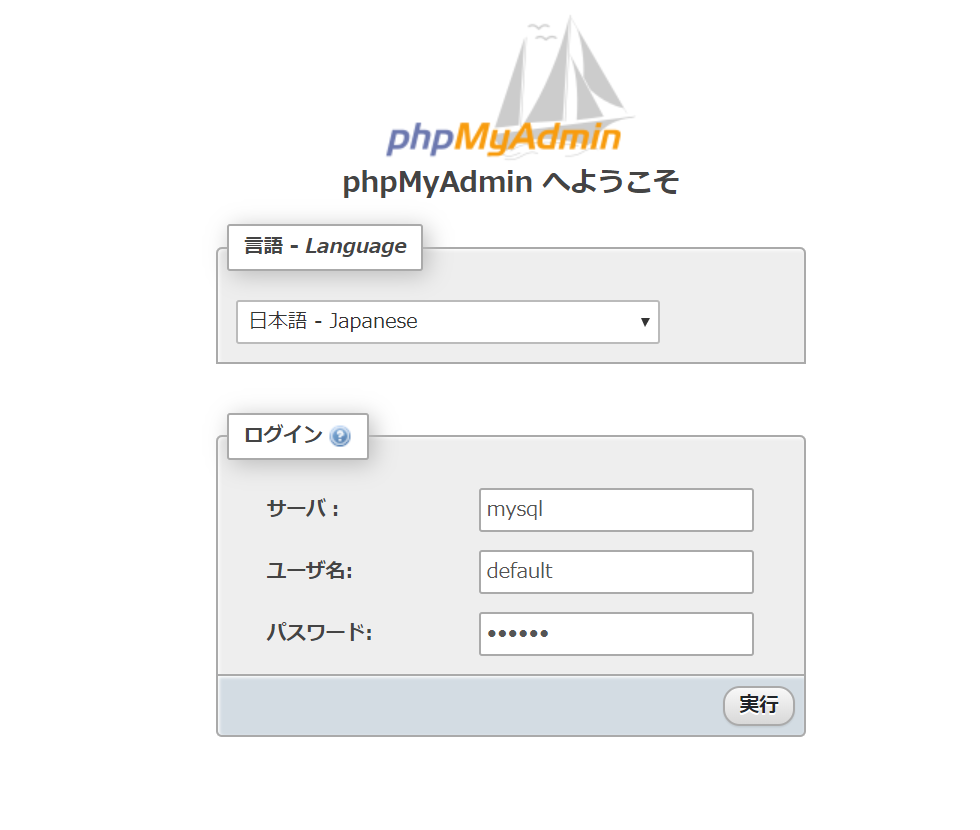 phpMyAdmin
phpMyAdmin へようこそ
言語 - Language
日本語 - Japanese
ログイン
サーバ : mysql
ユーザ名: default
パスワード: ••••••
実行